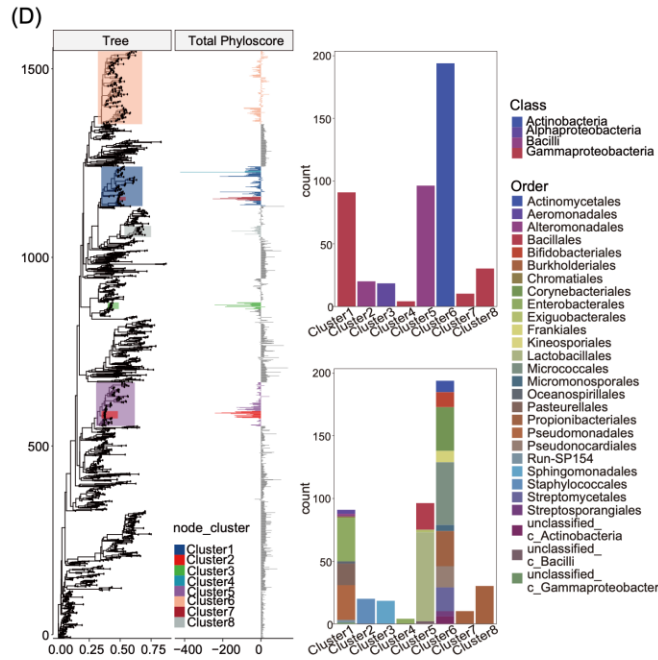 (D)
Tree
Total Phyloscore
1500
1000
500
0
0.00 0.25 0.50 0.75
−400 −200 0
node_cluster
Cluster1
Cluster2
Cluster3
Cluster4
Cluster5
Cluster6
Cluster7
Cluster8
200
150
100
50
0
count
Cluster1
Cluster2
Cluster3
Cluster4
Cluster5
Cluster6
Cluster7
Cluster8
200
150
100
50
0
count
Cluster1
Cluster2
Cluster3
Cluster4
Cluster5
Cluster6
Cluster7
Cluster8
Class
Actinobacteria
Alphaproteobacteria
Bacilli
Gammaproteobacteria
Order
Actinomycetales
Aeromonadales
Alteromonadales
Bacillales
Bifidobacteriales
Burkholderiales
Chromatiales
Corynebacteriales
Enterobacterales
Exiguobacterales
Frankiales
Kineosporiales
Lactobacillales
Micrococcales
Micromonosporales
Oceanospirillales
Pasteurellales
Propionibacteriales
Pseudomonadales
Pseudonocardiales
Run-SP154
Sphingomonadales
Staphylococcales
Streptomycetales
Streptosporangiales
unclassified_
c_Actinobacteria
unclassified_
c_Bacilli
unclassified_
c_Gammaproteobacter